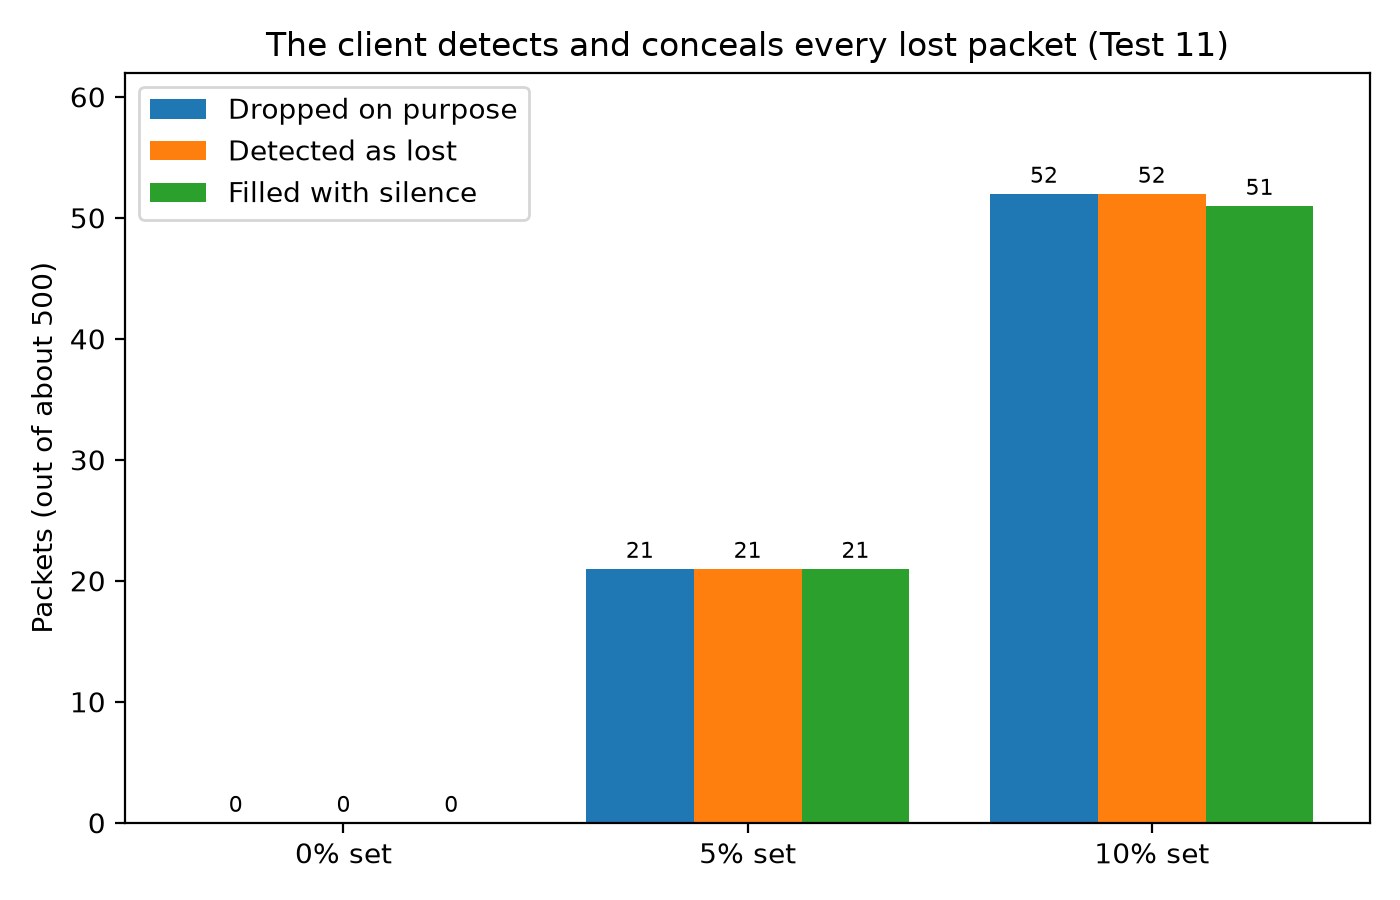 The client detects and conceals every lost packet (Test 11)
Dropped on purpose
Detected as lost
Filled with silence
Packets (out of about 500)
60
50
40
30
20
10
0
0
0
0
21
21
21
52
52
51
0% set
5% set
10% set